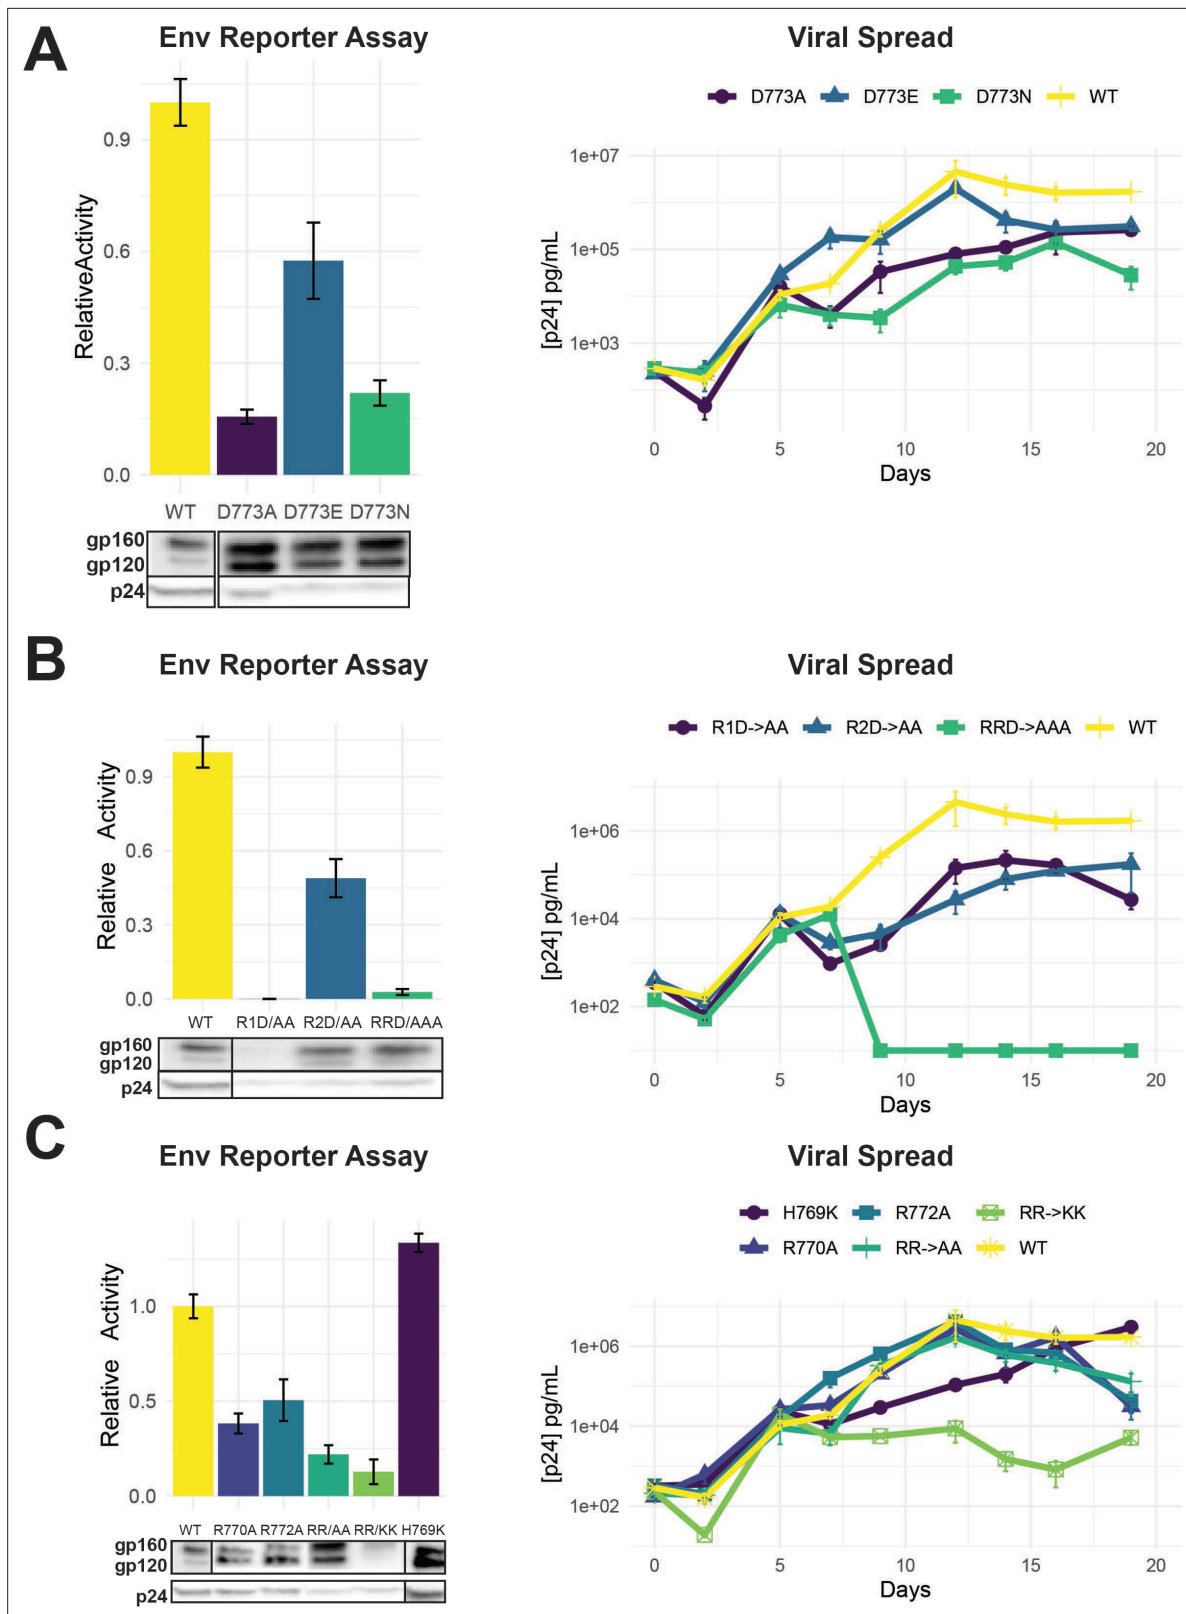 A
Env Reporter Assay
Viral Spread
D773A D773E D773N WT
RelativeActivity
0.9
0.6
0.3
0.0
WT D773A D773E D773N
gp160
gp120
p24
[p24] pg/mL
1e+07
1e+05
1e+03
0 5 10 15 20
Days
B
Env Reporter Assay
Viral Spread
R1D->AA R2D->AA RRD->AAA WT
Relative Activity
0.9
0.6
0.3
0.0
WT R1D/AA R2D/AA RRD/AAA
gp160
gp120
p24
[p24] pg/mL
1e+06
1e+04
1e+02
0 5 10 15 20
Days
C
Env Reporter Assay
Viral Spread
H769K R772A RR->KK
R770A RR->AA WT
Relative Activity
1.0
0.5
0.0
WT R770A R772A RR/AA RR/KK H769K
gp160
gp120
p24
[p24] pg/mL
1e+06
1e+04
1e+02
0 5 10 15 20
Days